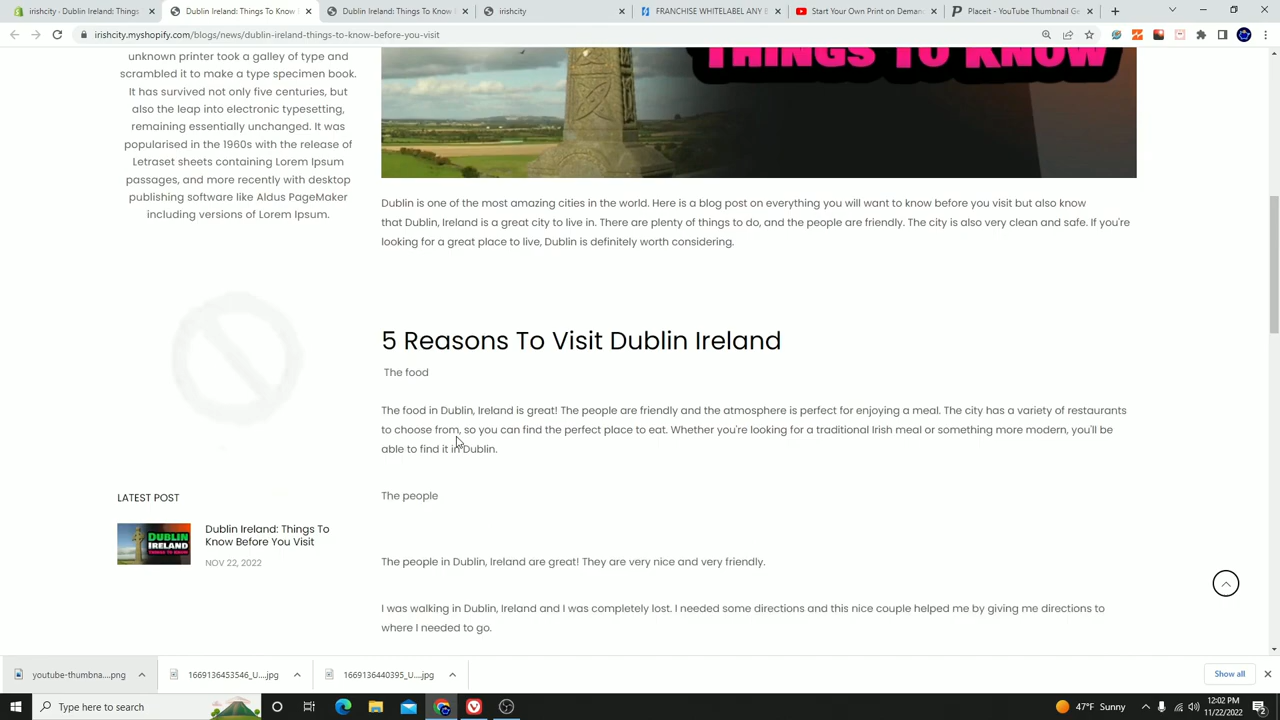 irishcity · Dublin Ireland: Things
Dublin Ireland: Things To Know
Dublin Ireland: Things To Know
irishcity
FRANCHISE WHITELABEL ANY B
Start Your Own Print on Deman
Placeit - YouTube Thumbnail Ge
irishcity.myshopify.com/blogs/news/dublin-ireland-things-to-know-before-you-visit
unknown printer took a galley of type and
scrambled it to make a type specimen book.
It has survived not only five centuries, but
also the leap into electronic typesetting,
remaining essentially unchanged. It was
popularised in the 1960s with the release of
Letraset sheets containing Lorem Ipsum
passages, and more recently with desktop
publishing software like Aldus PageMaker
including versions of Lorem Ipsum.
THINGS TO KNOW
Dublin is one of the most amazing cities in the world. Here is a blog post on everything you will want to know before you visit but also know
that Dublin, Ireland is a great city to live in. There are plenty of things to do, and the people are friendly. The city is also very clean and safe. If you're
looking for a great place to live, Dublin is definitely worth considering.
5 Reasons To Visit Dublin Ireland
The food
The food in Dublin, Ireland is great! The people are friendly and the atmosphere is perfect for enjoying a meal. The city has a variety of restaurants
to choose from, so you can find the perfect place to eat. Whether you're looking for a traditional Irish meal or something more modern, you'll be
able to find it in Dublin.
The people
The people in Dublin, Ireland are great! They are very nice and very friendly.
I was walking in Dublin, Ireland and I was completely lost. I needed some directions and this nice couple helped me by giving me directions to
where I needed to go.
LATEST POST
DUBLIN
IRELAND
THINGS TO KNOW
Dublin Ireland: Things To
Know Before You Visit
NOV 22, 2022
youtube-thumbna....png
1669136453546_U....jpg
1669136440395_U....jpg
Show all
Type here to search
47°F Sunny
12:02 PM
11/22/2022
2